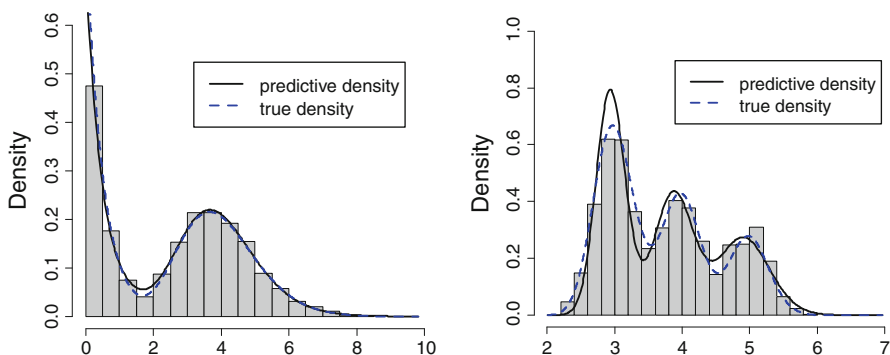 Density
0.0 0.1 0.2 0.3 0.4 0.5 0.6
predictive density
true density
0 2 4 6 8 10
Density
0.0 0.2 0.4 0.6 0.8 1.0
predictive density
true density
2 3 4 5 6 7